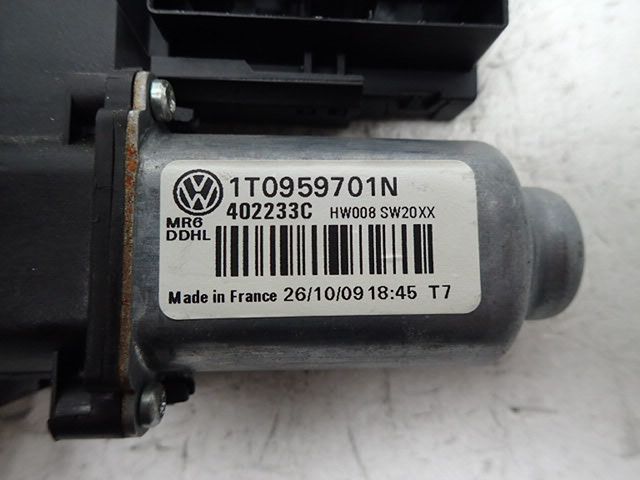 1T0959701N
402233C HW008 SW20XX
MR6
DDHL
Made in France 26/10/09 18:45 T7